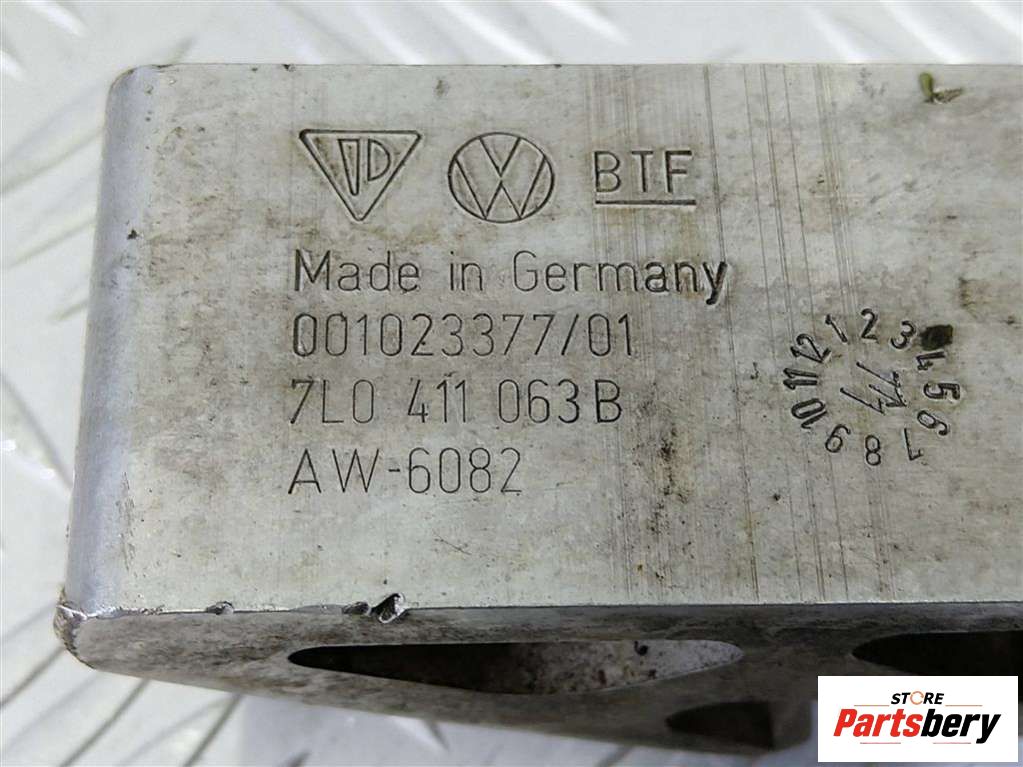 BTF
Made in Germany
001023377/01
7L0 411 063B
AW-6082
1 2 3 4 5 6 7 8 9 10 11 12
STORE
Partsbery